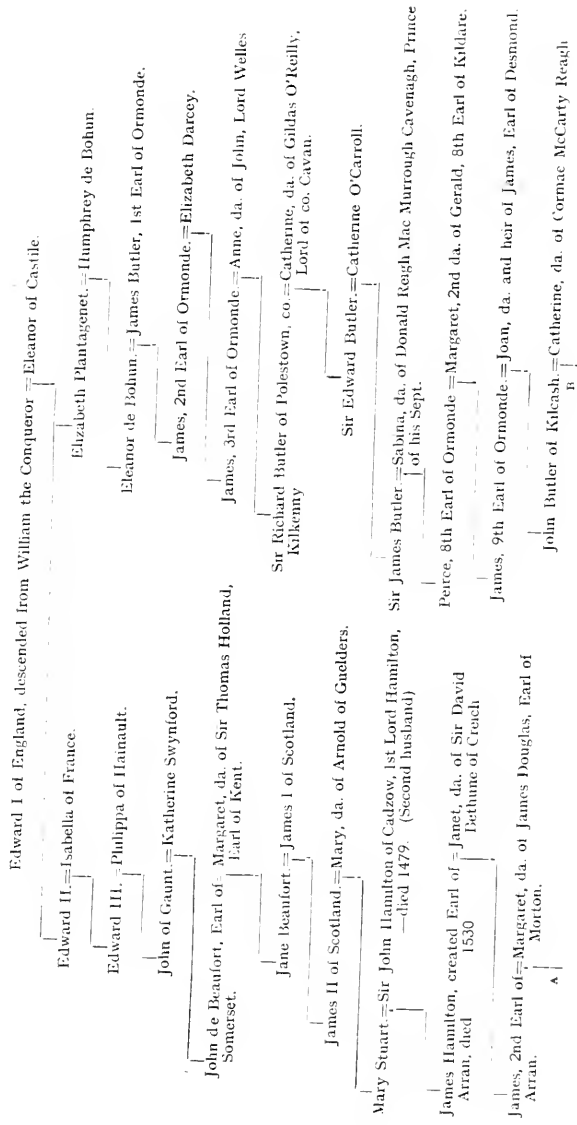 Edward I of England, descended from William the Conqueror = Eleanor of Castile.
Edward II. = Isabella of France.
Edward III. = Philippa of Hainault.
John of Gaunt. = Katherine Swynford.
John de Beaufort, Earl of = Margaret, da. of Sir Thomas Holland,
Somerset. Earl of Kent.
Jane Beaufort. = James I of Scotland.
James II of Scotland. = Mary, da. of Arnold of Guelders.
Mary Stuart. = Sir John Hamilton of Cadzow, 1st Lord Hamilton,
—died 1479. (Second husband)
James Hamilton, created Earl of = Janet, da. of Sir David
Arran, died 1530 Bethune of Creich
James, 2nd Earl of = Margaret, da. of James Douglas, Earl of
Arran. Morton.
A
Elizabeth Plantagenet. = Humphrey de Bohun.
Eleanor de Bohun. = James Butler, 1st Earl of Ormonde.
James, 2nd Earl of Ormonde. = Elizabeth Darcey.
James, 3rd Earl of Ormonde = Anne, da. of John, Lord Welles
Sir Richard Butler of Polestown, co. = Catherine, da. of Gildas O'Reilly,
Kilkenny Lord of co. Cavan.
Sir Edward Butler. = Catherine O'Carroll.
Sir James Butler. = Sabina, da. of Donald Reigh Mac Murrough Cavenagh, Prince
of his Sept.
Peirce, 8th Earl of Ormonde = Margaret, 2nd da. of Gerald, 8th Earl of Kildare.
James, 9th Earl of Ormonde. = Joan, da. and heir of James, Earl of Desmond.
John Butler of Kilcash. = Catherine, da. of Cormac McCarty Reagh
B